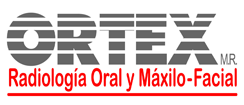 ORTEX M.R.
Radiología Oral y Máxilo-Facial